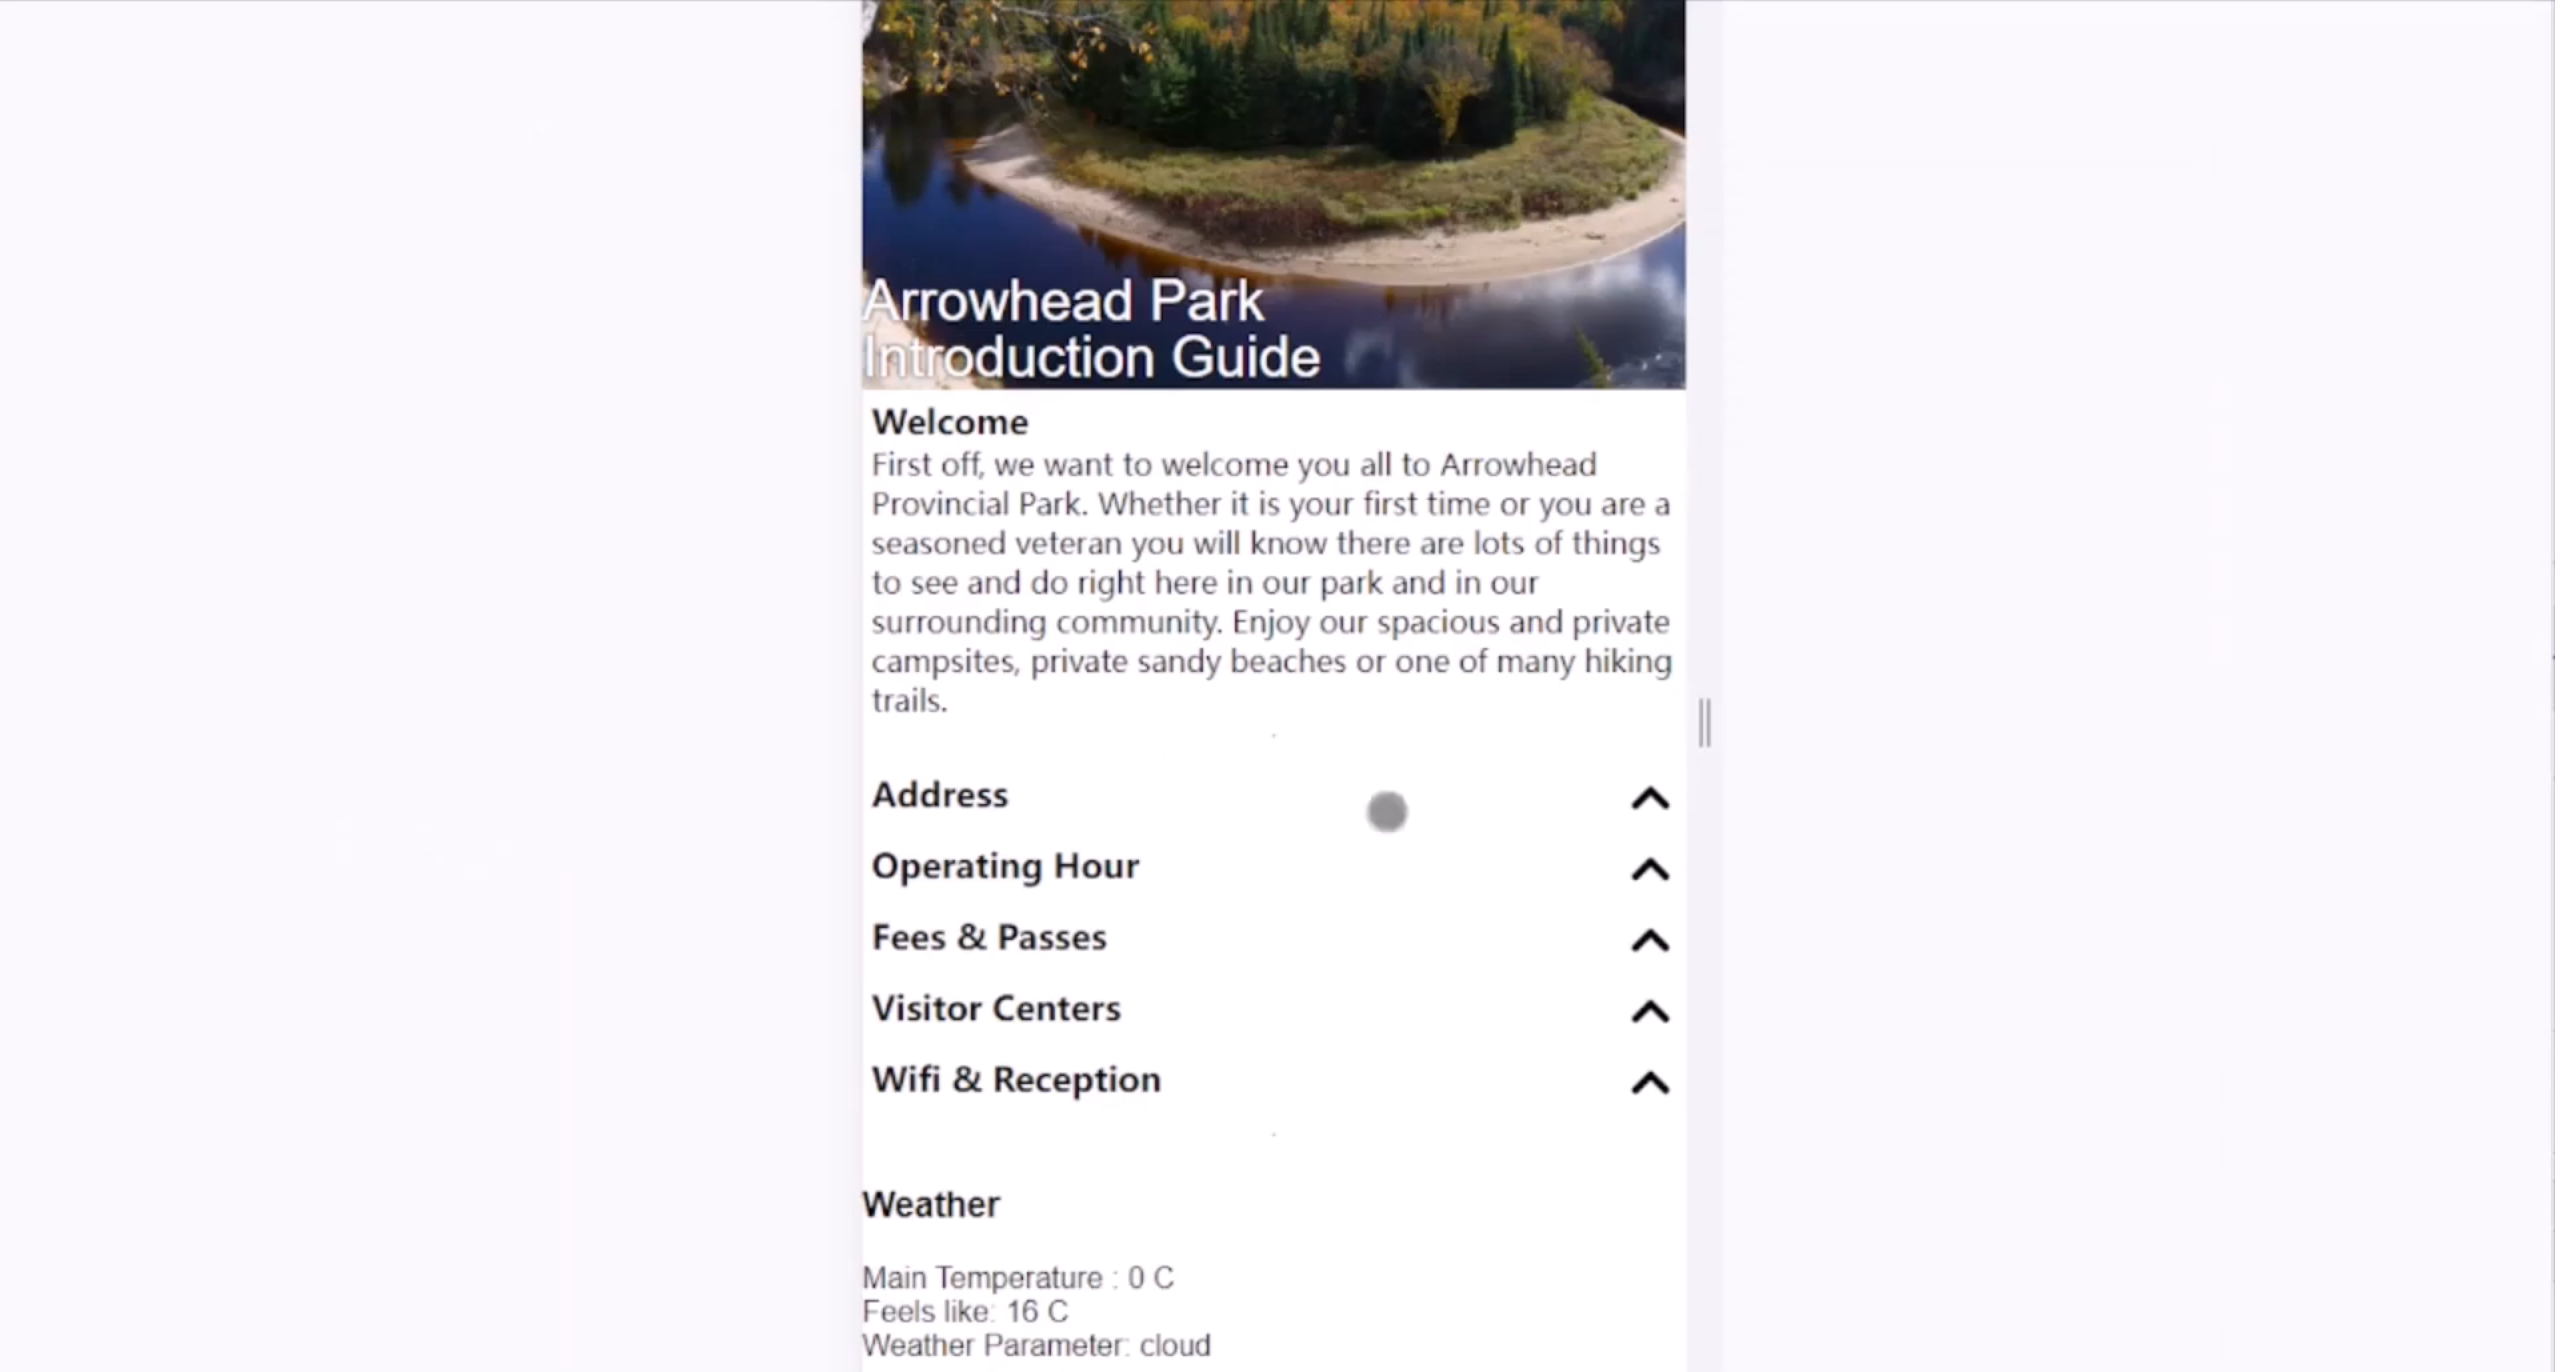 Arrowhead Park
Introduction Guide
Welcome
First off, we want to welcome you all to Arrowhead
Provincial Park. Whether it is your first time or you are a
seasoned veteran you will know there are lots of things
to see and do right here in our park and in our
surrounding community. Enjoy our spacious and private
campsites, private sandy beaches or one of many hiking
trails.
Address
Operating Hour
Fees & Passes
Visitor Centers
Wifi & Reception
Weather
Main Temperature : 0 C
Feels like: 16 C
Weather Parameter: cloud